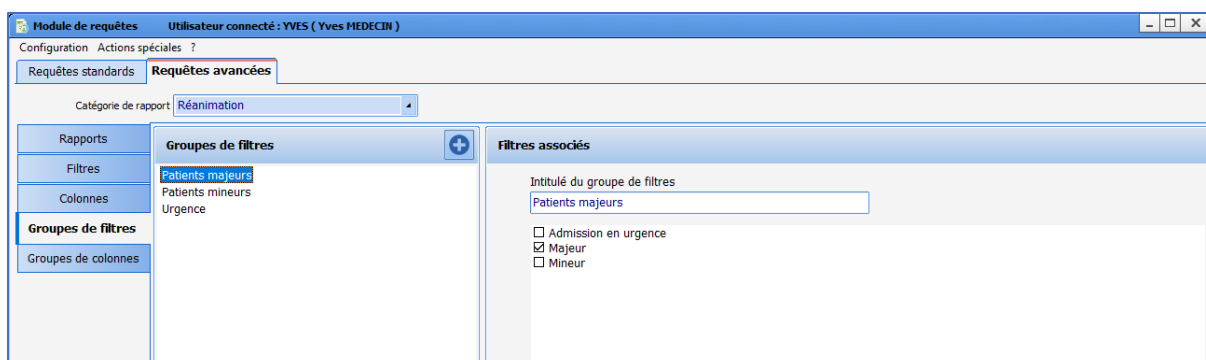 Module de requêtes Utilisateur connecté : YVES ( Yves MEDECIN )
Configuration Actions spéciales ?
Requêtes standards Requêtes avancées
Catégorie de rapport Réanimation
Rapports
Filtres
Colonnes
Groupes de filtres
Groupes de colonnes
Groupes de filtres
Patients majeurs
Patients mineurs
Urgence
Filtres associés
Intitulé du groupe de filtres
Patients majeurs
Admission en urgence
Majeur
Mineur